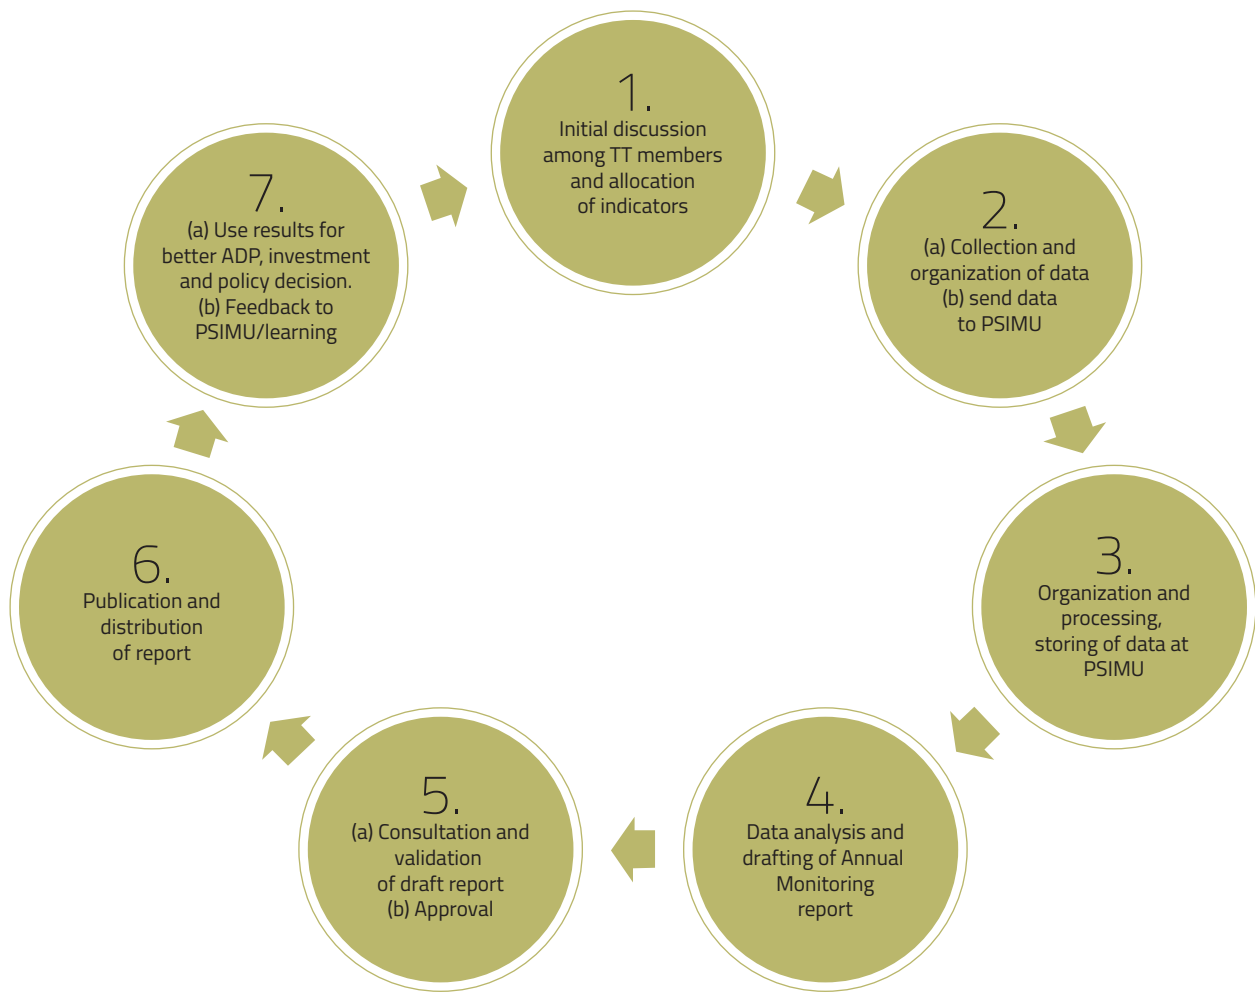 1.
Initial discussion
among TT members
and allocation
of indicators
2.
(a) Collection and
organization of data
(b) send data
to PSIMU
3.
Organization and
processing,
storing of data at
PSIMU
4.
Data analysis and
drafting of Annual
Monitoring
report
5.
(a) Consultation and
validation
of draft report
(b) Approval
6.
Publication and
distribution
of report
7.
(a) Use results for
better ADP, investment
and policy decision.
(b) Feedback to
PSIMU/learning